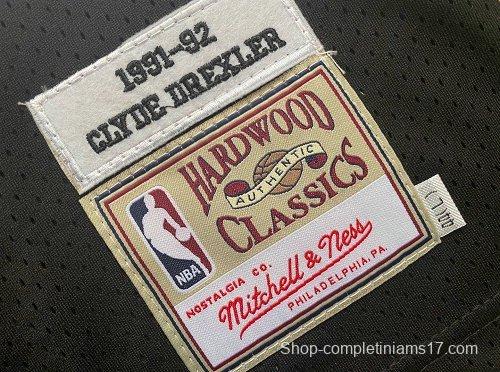 1991-92
CLYDE DREXLER
HARDWOOD
AUTHENTIC
CLASSICS
NBA
NOSTALGIA CO.
Mitchell & Ness
PHILADELPHIA, PA.
Shop-completiniams17.com